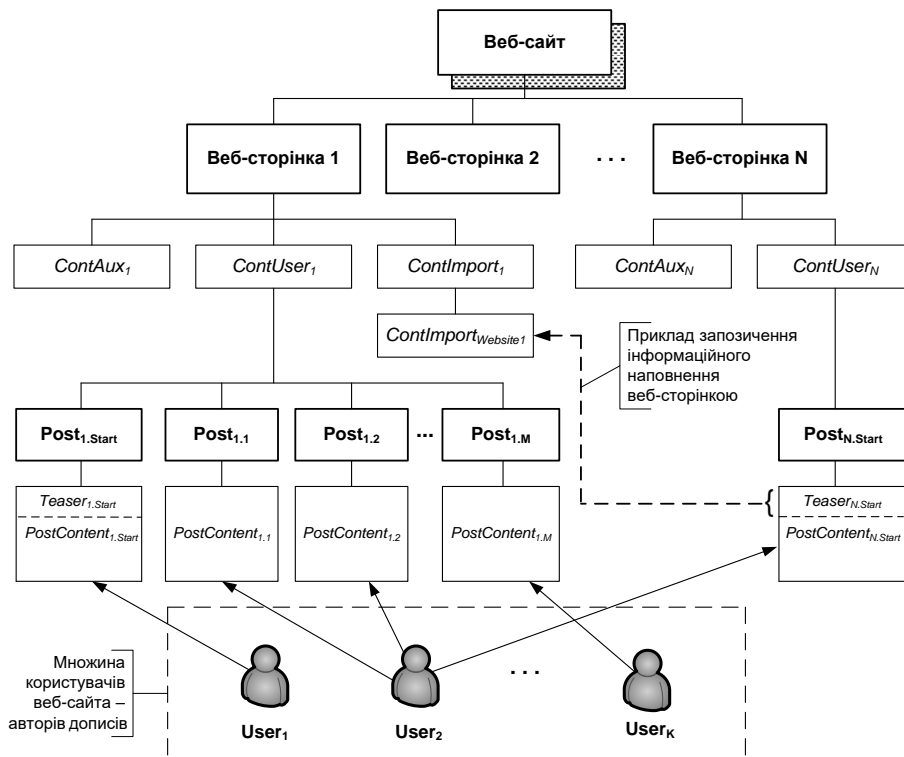 Веб-сайт
Веб-сторінка 1
Веб-сторінка 2
. . .
Веб-сторінка N
ContAux1
ContUser1
ContImport1
ContAuxN
ContUserN
ContImportWebsite1
Приклад запозичення
інформаційного
наповнення
веб-сторінкою
Post1.Start
Post1.1
Post1.2
...
Post1.M
PostN.Start
Teaser1.Start
PostContent1.Start
PostContent1.1
PostContent1.2
PostContent1.M
TeaserN.Start
PostContentN.Start
Множина
користувачів
веб-сайта –
авторів дописів
User1
User2
. . .
UserK